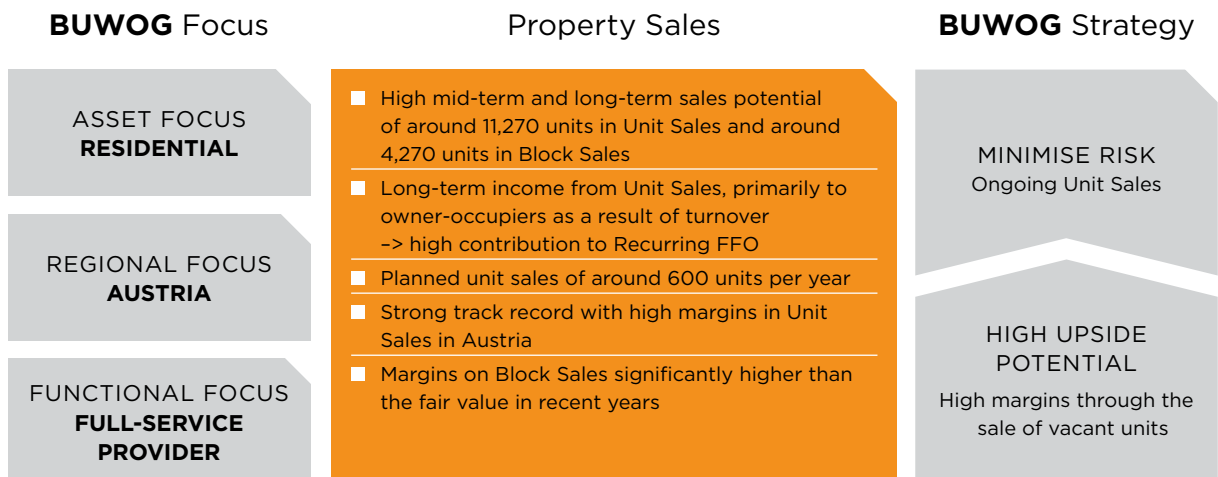 BUWOG Focus
ASSET FOCUS
RESIDENTIAL
REGIONAL FOCUS
AUSTRIA
FUNCTIONAL FOCUS
FULL-SERVICE
PROVIDER
Property Sales
High mid-term and long-term sales potential
of around 11,270 units in Unit Sales and around
4,270 units in Block Sales
Long-term income from Unit Sales, primarily to
owner-occupiers as a result of turnover
–> high contribution to Recurring FFO
Planned unit sales of around 600 units per year
Strong track record with high margins in Unit
Sales in Austria
Margins on Block Sales significantly higher than
the fair value in recent years
BUWOG Strategy
MINIMISE RISK
Ongoing Unit Sales
HIGH UPSIDE
POTENTIAL
High margins through the
sale of vacant units